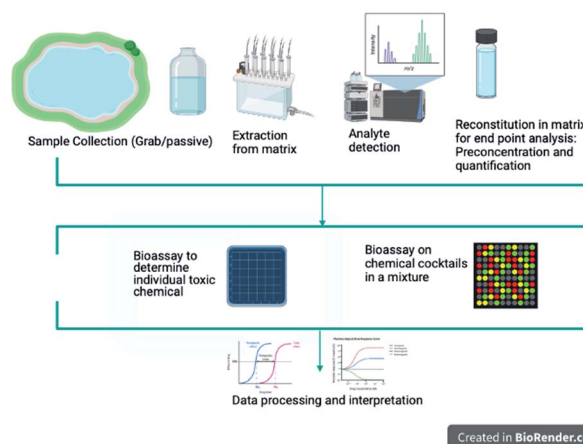 Intensity
m/z
Sample Collection (Grab/passive)
Extraction
from matrix
Analyte
detection
Reconstitution in matrix
for end point analysis:
Preconcentration and
quantification
Bioassay to
determine
individual toxic
chemical
Bioassay on
chemical cocktails
in a mixture
Data processing and interpretation
Created in BioRender.c